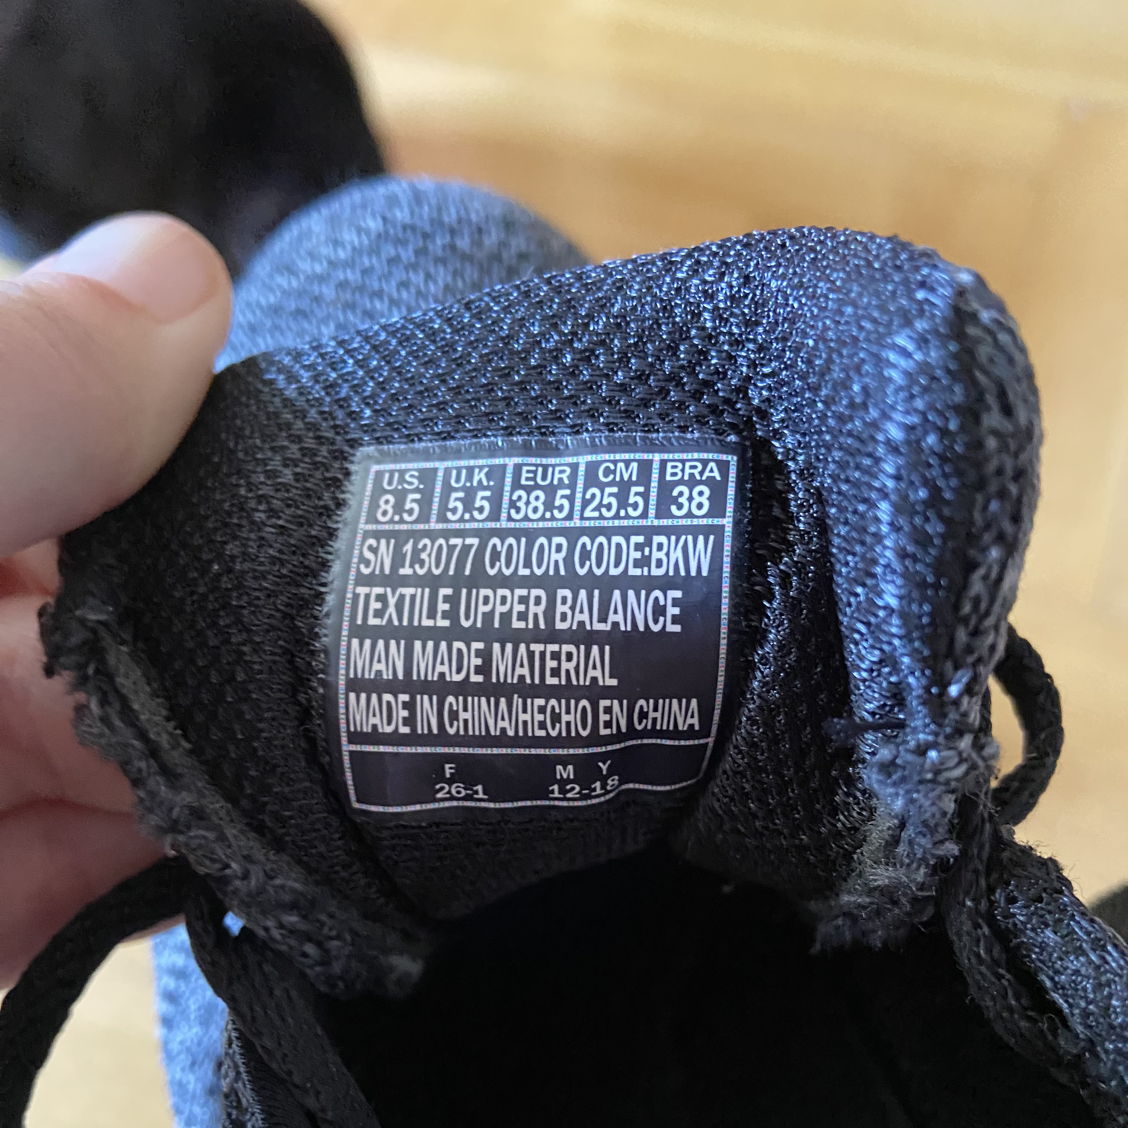 U.S. U.K. EUR CM BRA
8.5 5.5 38.5 25.5 38
SN 13077 COLOR CODE:BKW
TEXTILE UPPER BALANCE
MAN MADE MATERIAL
MADE IN CHINA/HECHO EN CHINA
F M Y
26-1 12-18